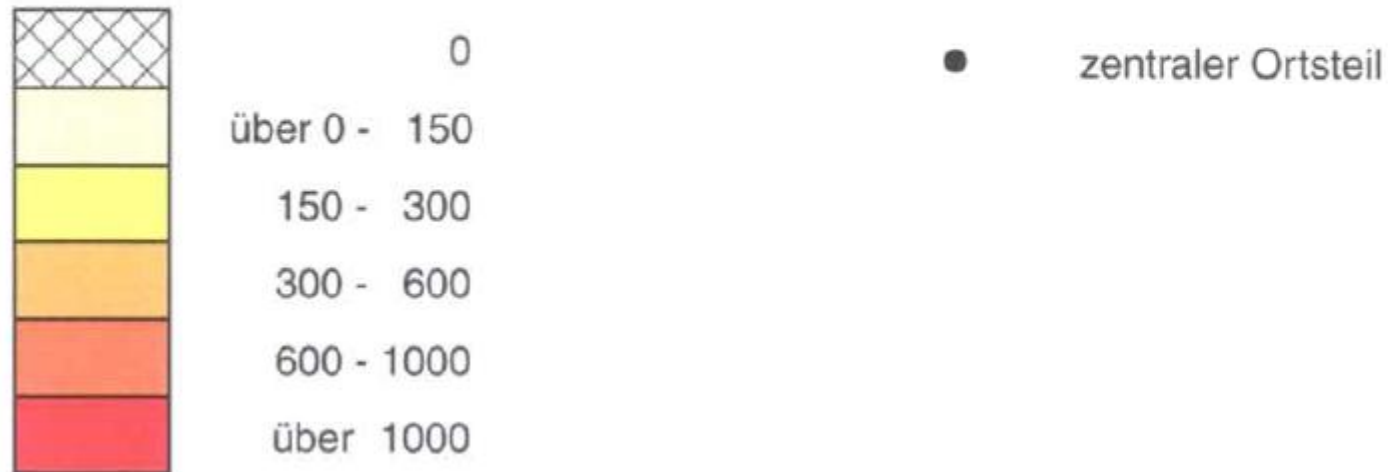 0
zentraler Ortsteil
über 0 - 150
150 - 300
300 - 600
600 - 1000
über 1000